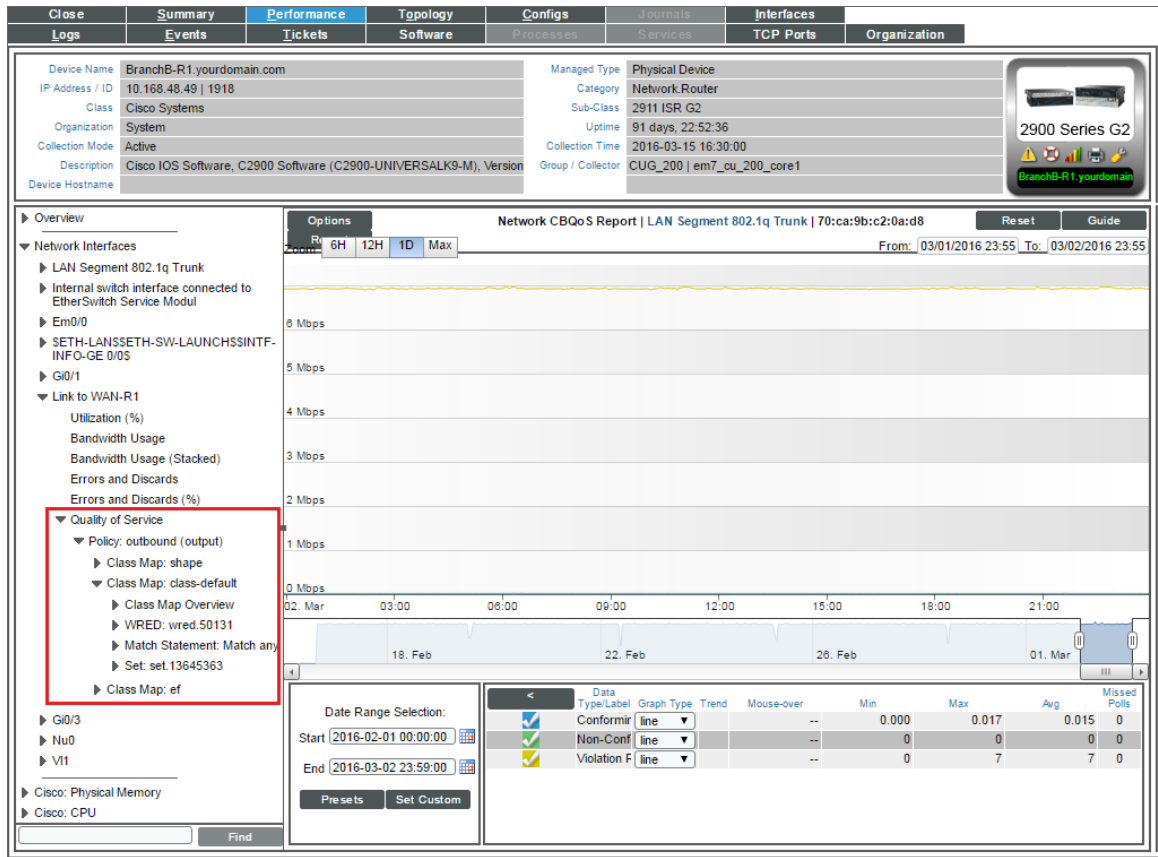 Close Summary Performance Topology Configs Journals Interfaces
Logs Events Tickets Software Processes Services TCP Ports Organization
Device Name BranchB-R1.yourdomain.com Managed Type Physical Device
IP Address / ID 10.168.48.49 | 1918 Category Network.Router
Class Cisco Systems Sub-Class 2911 ISR G2
Organization System Uptime 91 days, 22:52:36
Collection Mode Active Collection Time 2016-03-15 16:30:00
Description Cisco IOS Software, C2900 Software (C2900-UNIVERSALK9-M), Version Group / Collector CUG_200 | em7_cu_200_core1
Device Hostname
2900 Series G2
BranchB-R1.yourdomain
Overview
Network Interfaces
LAN Segment 802.1q Trunk
Internal switch interface connected to
EtherSwitch Service Modul
Em0/0
$ETH-LAN$$ETH-SW-LAUNCH$$INTF-
INFO-GE 0/0$
Gi0/1
Link to WAN-R1
Utilization (%)
Bandwidth Usage
Bandwidth Usage (Stacked)
Errors and Discards
Errors and Discards (%)
Quality of Service
Policy: outbound (output)
Class Map: shape
Class Map: class-default
Class Map Overview
WRED: wred.50131
Match Statement: Match any
Set: set.13645363
Class Map: ef
Gi0/3
Nu0
Vl1
Cisco: Physical Memory
Cisco: CPU
Find
Options Network CBQoS Report | LAN Segment 802.1q Trunk | 70:ca:9b:c2:0a:d8 Reset Guide
Zoom 6H 12H 1D Max From: 03/01/2016 23:55 To: 03/02/2016 23:55
6 Mbps
5 Mbps
4 Mbps
3 Mbps
2 Mbps
1 Mbps
0 Mbps
02. Mar 03:00 06:00 09:00 12:00 15:00 18:00 21:00
18. Feb 22. Feb 26. Feb 01. Mar
Date Range Selection:
Start 2016-02-01 00:00:00
End 2016-03-02 23:59:00
Presets Set Custom
< Data Type/Label Graph Type Trend Mouse-over Min Max Avg Missed Polls
Conformir line -- 0.000 0.017 0.015 0
Non-Conf line -- 0 0 0 0
Violation F line -- 0 7 7 0